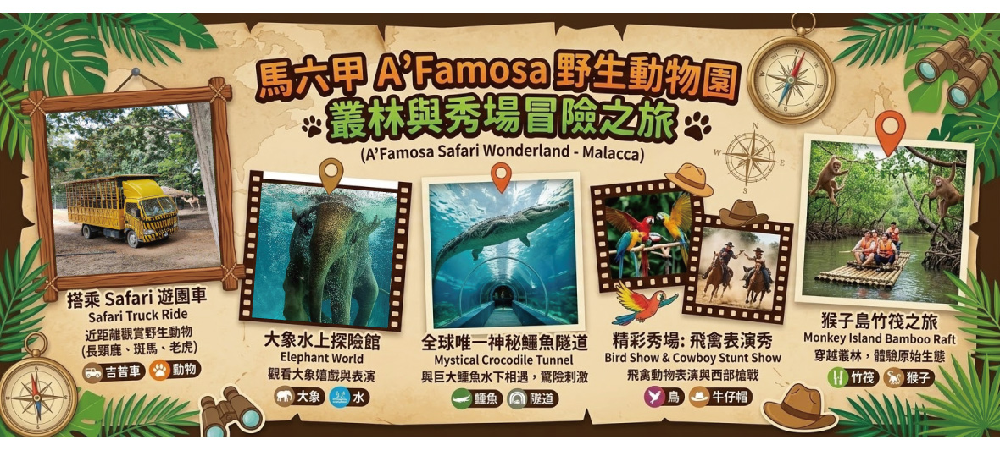 馬六甲 A'Famosa 野生動物園
叢林與秀場冒險之旅
(A'Famosa Safari Wonderland - Malacca)
搭乘 Safari 遊園車
Safari Truck Ride
近距離觀賞野生動物
(長頸鹿、斑馬、老虎)
吉普車 動物
大象水上探險館
Elephant World
觀看大象嬉戲與表演
大象 水
全球唯一神秘鱷魚隧道
Mystical Crocodile Tunnel
與巨大鱷魚水下相遇，驚險刺激
鱷魚 隧道
精彩秀場: 飛禽表演秀
Bird Show & Cowboy Stunt Show
飛禽動物表演與西部槍戰
鳥 牛仔帽
猴子島竹筏之旅
Monkey Island Bamboo Raft
穿越叢林，體驗原始生態
竹筏 猴子
N
W E
S